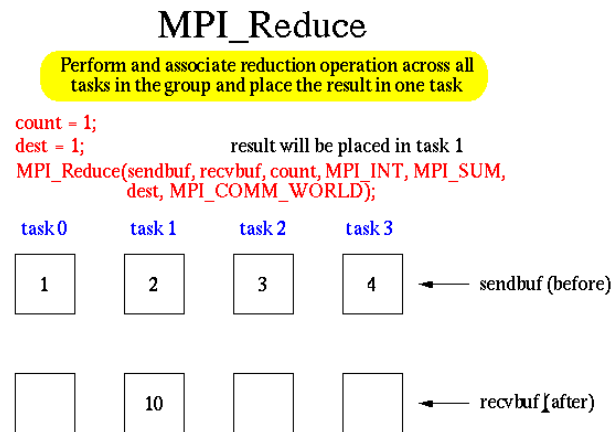 MPI_Reduce
Perform and associate reduction operation across all
tasks in the group and place the result in one task
count = 1;
dest = 1; result will be placed in task 1
MPI_Reduce(sendbuf, recvbuf, count, MPI_INT, MPI_SUM,
dest, MPI_COMM_WORLD);
task 0 task 1 task 2 task 3
1 2 3 4 sendbuf (before)
10 recvbuf (after)